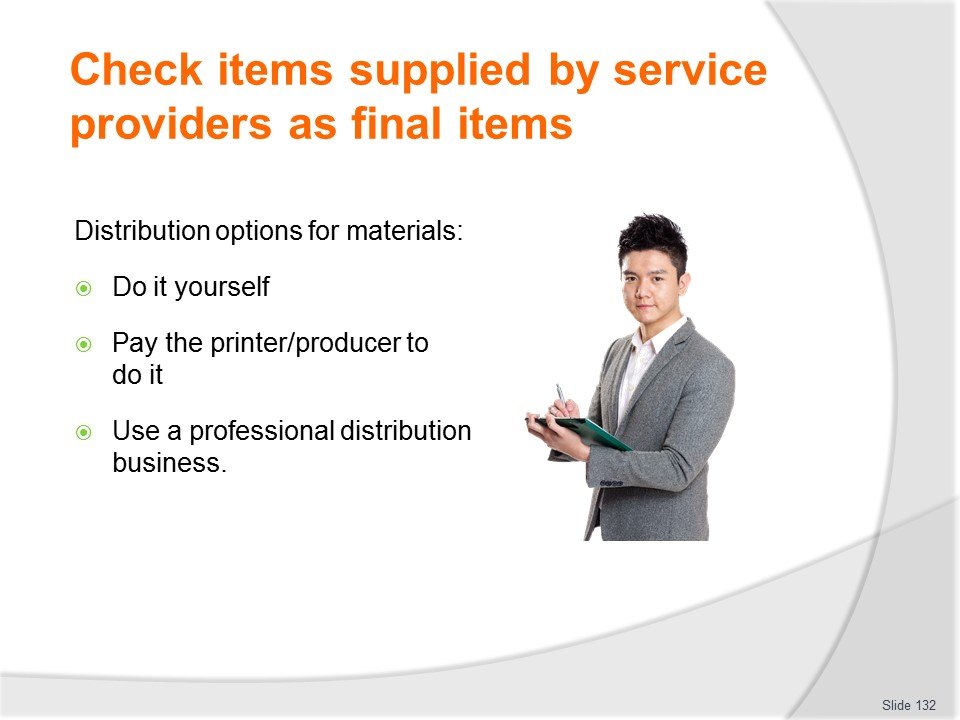 Check items supplied by service
providers as final items
Distribution options for materials:
Do it yourself
Pay the printer/producer to
do it
Use a professional distribution
business.
Slide 132